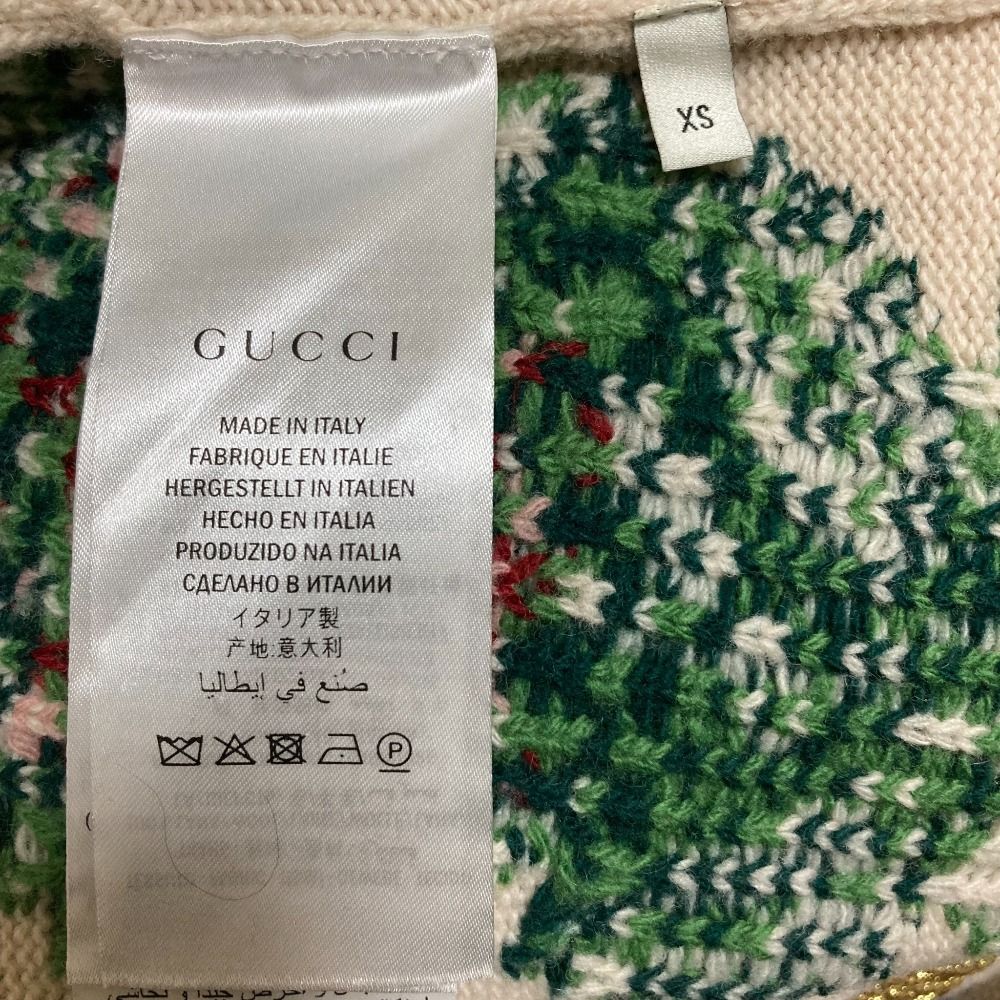 XS
GUCCI
MADE IN ITALY
FABRIQUE EN ITALIE
HERGESTELLT IN ITALIEN
HECHO EN ITALIA
PRODUZIDO NA ITALIA
СДЕЛАНО В ИТАЛИИ
イタリア製
产地:意大利
صُنع في إيطاليا
P